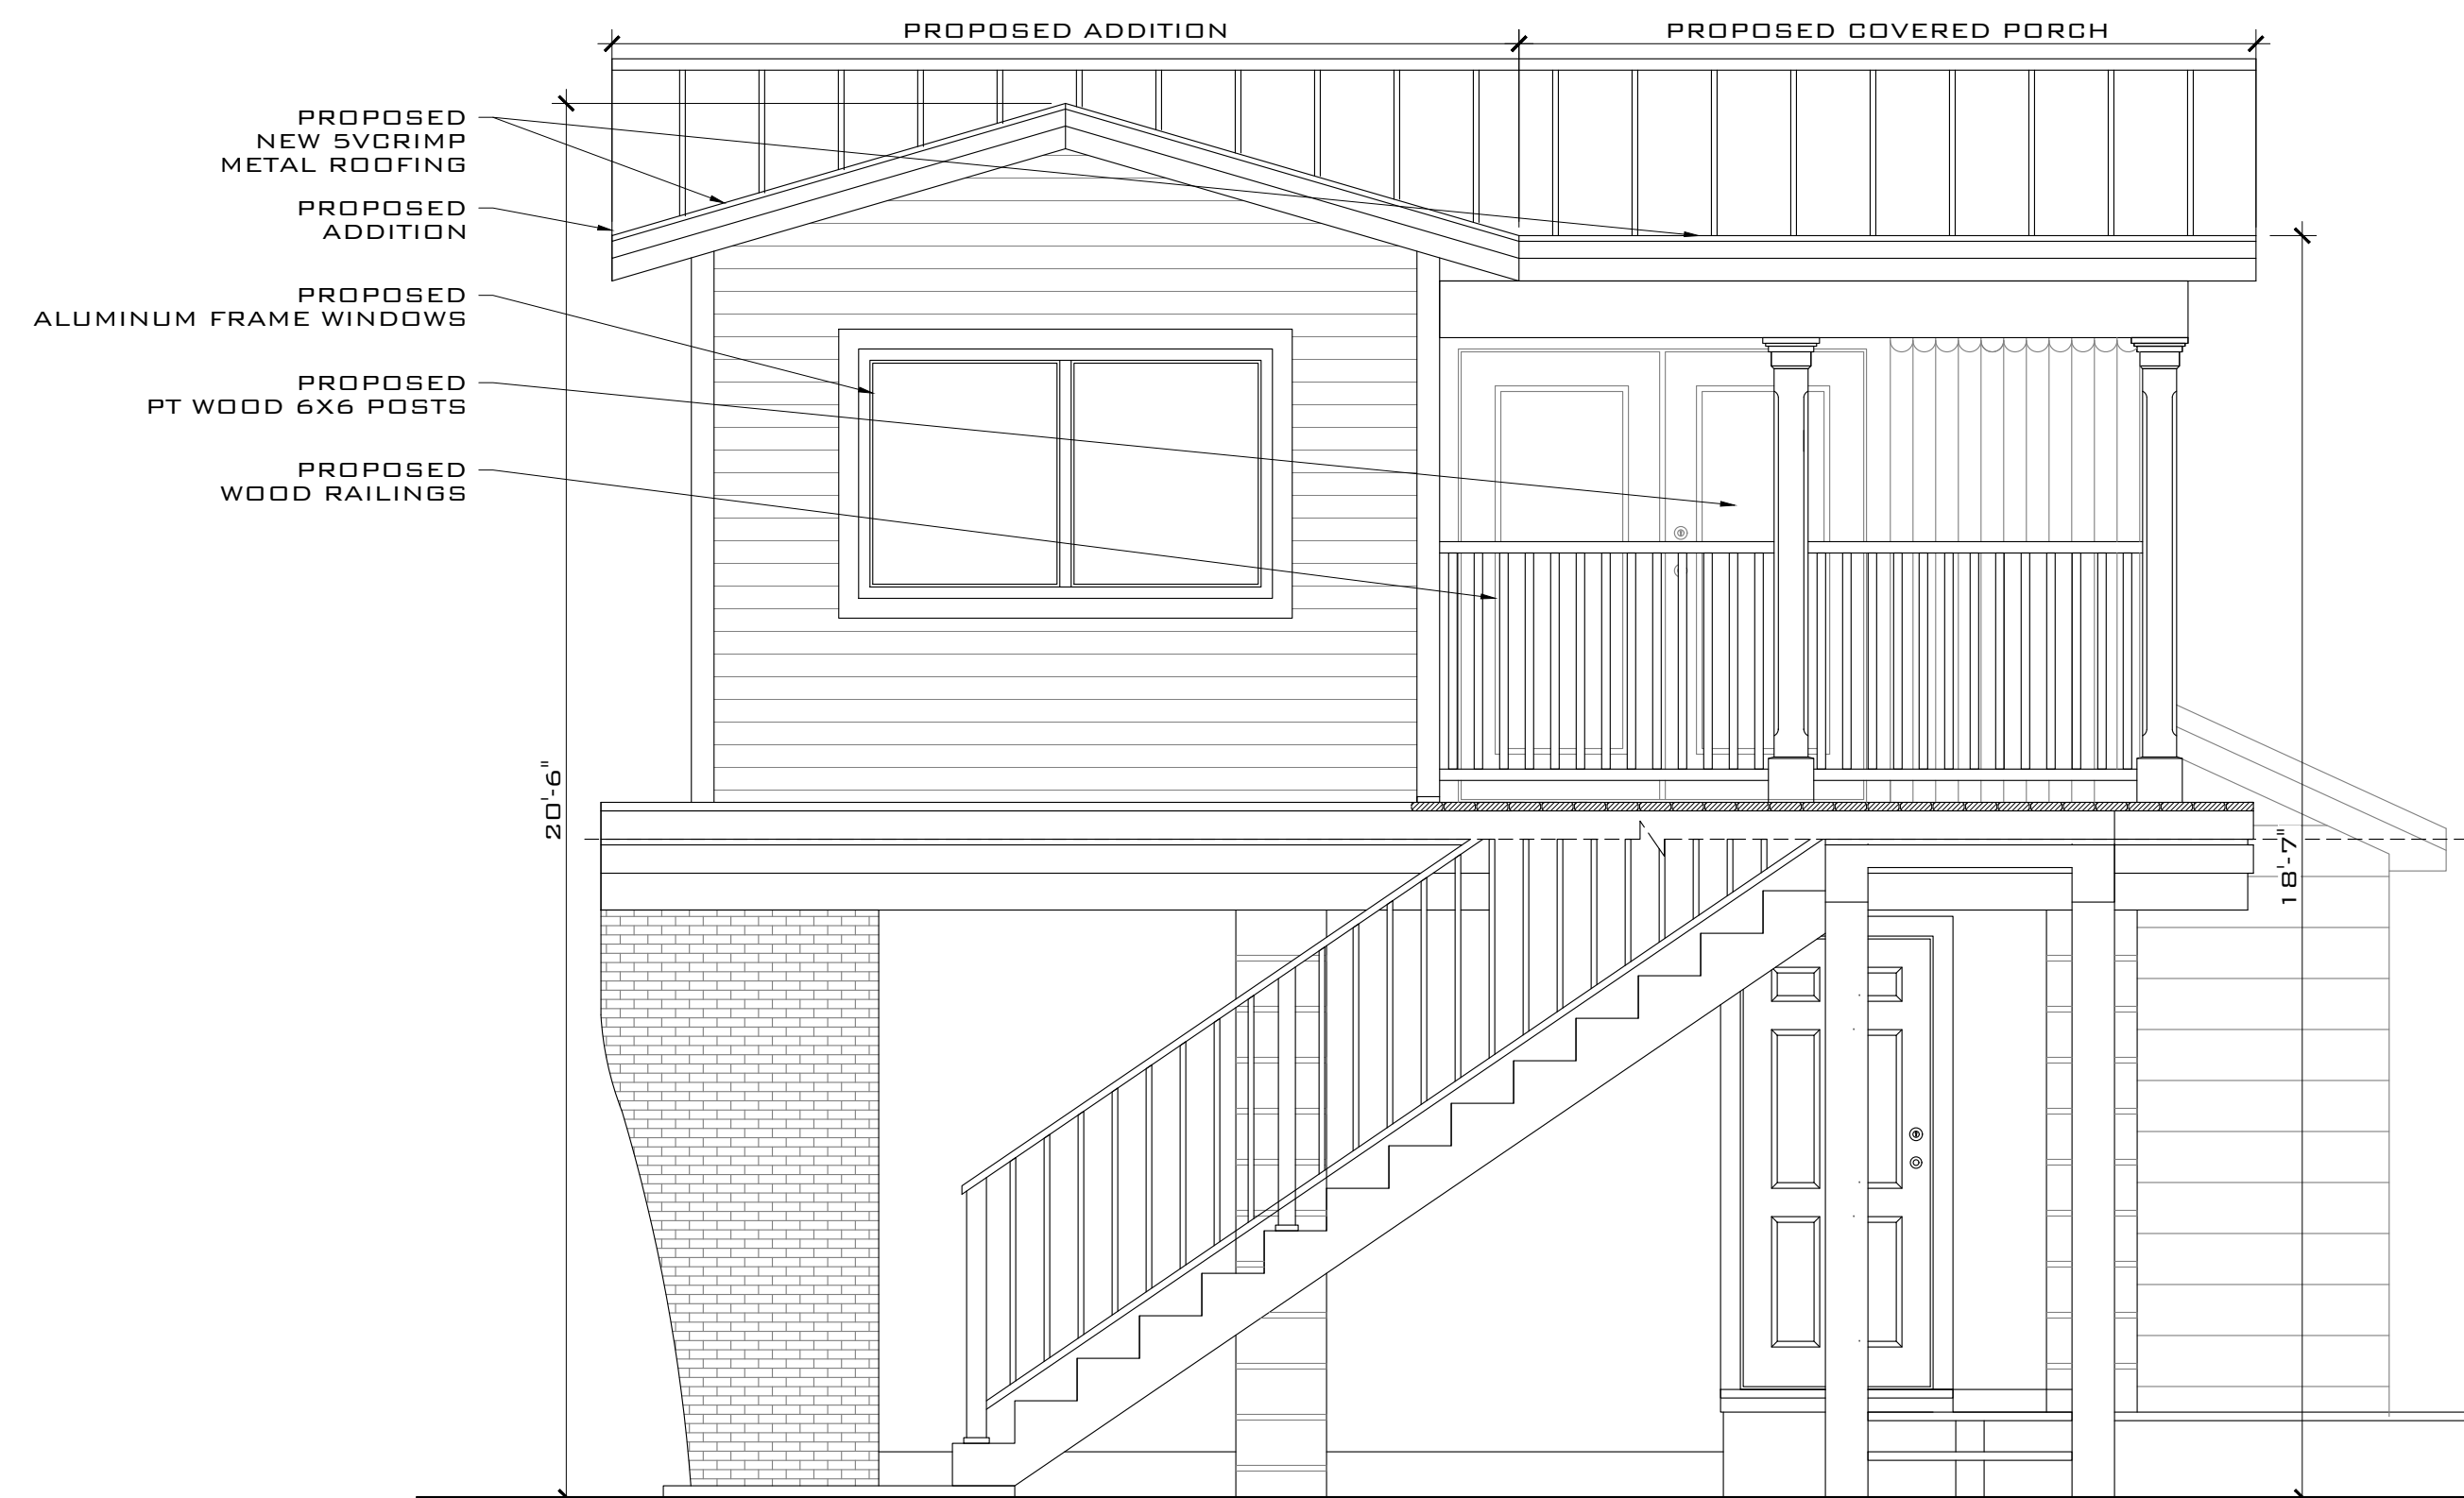 PROPOSED ADDITION
PROPOSED COVERED PORCH
PROPOSED
NEW 5VCRIMP
METAL ROOFING
PROPOSED
ADDITION
PROPOSED
ALUMINUM FRAME WINDOWS
PROPOSED
PT WOOD 6X6 POSTS
PROPOSED
WOOD RAILINGS
20'-6"
18'-7"